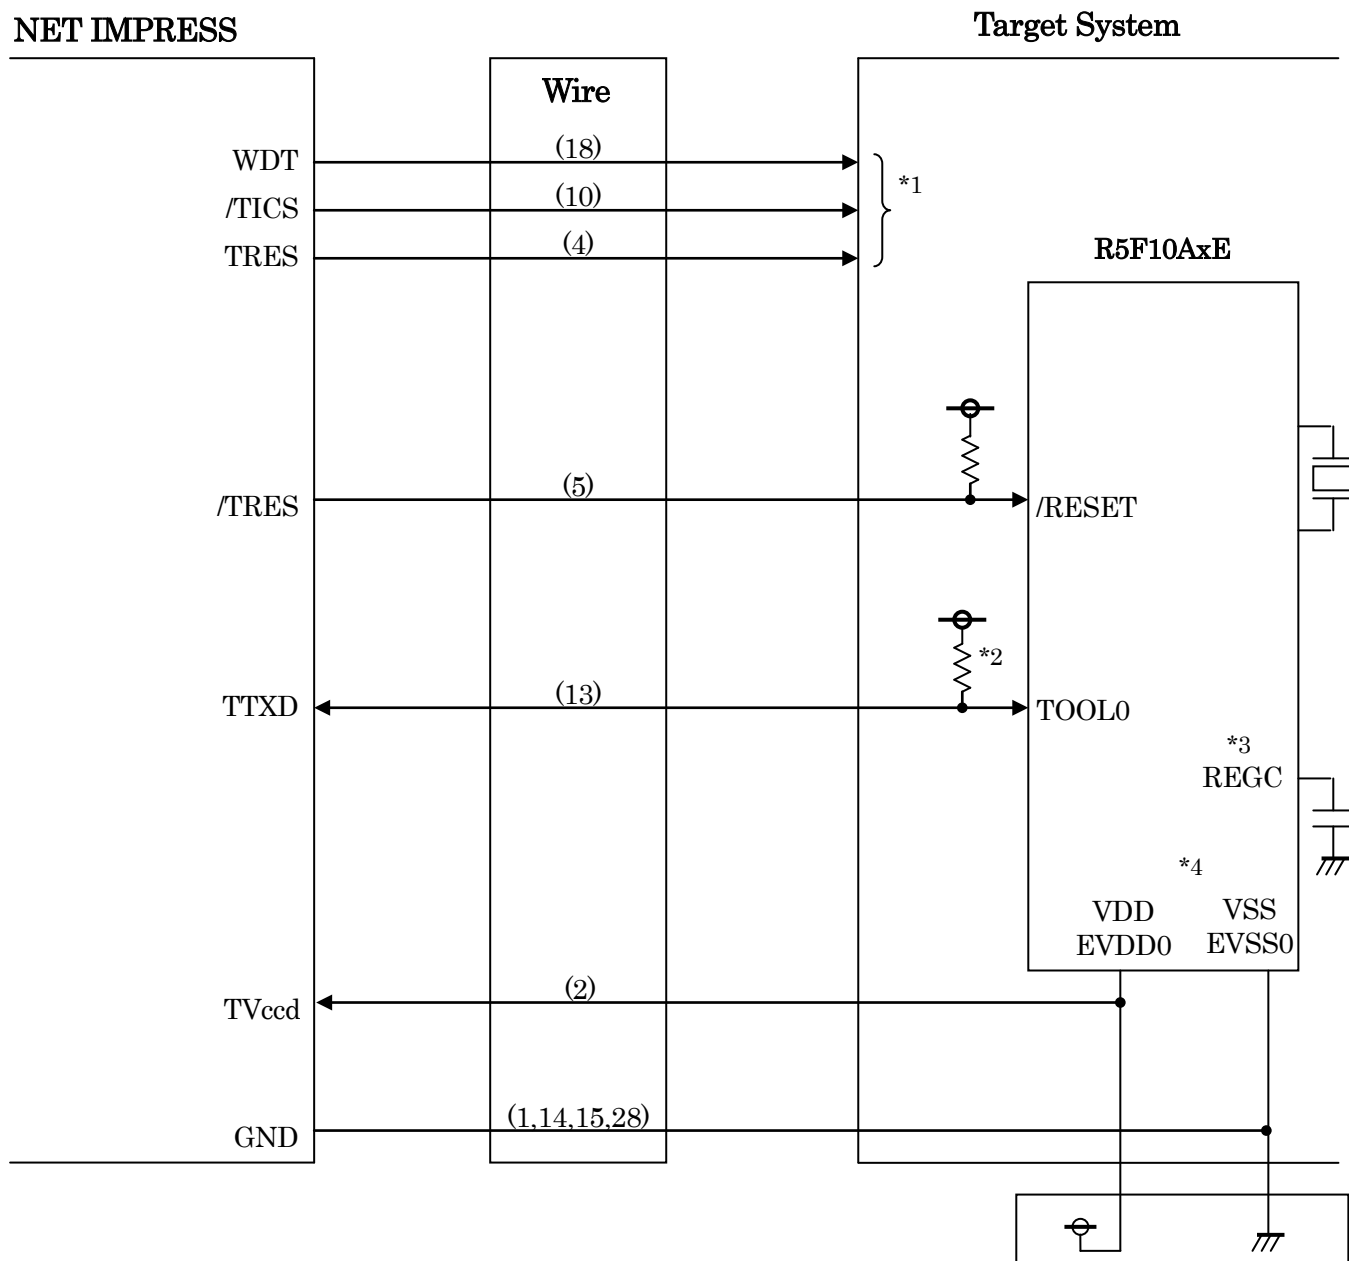 NET IMPRESS
Target System
Wire
WDT
(18)
*1
/TICS
(10)
TRES
(4)
R5F10AxE
/TRES
(5)
/RESET
*2
TTXD
(13)
TOOL0
*3
REGC
*4
VDD
VSS
EVDD0
EVSS0
TVccd
(2)
GND
(1,14,15,28)